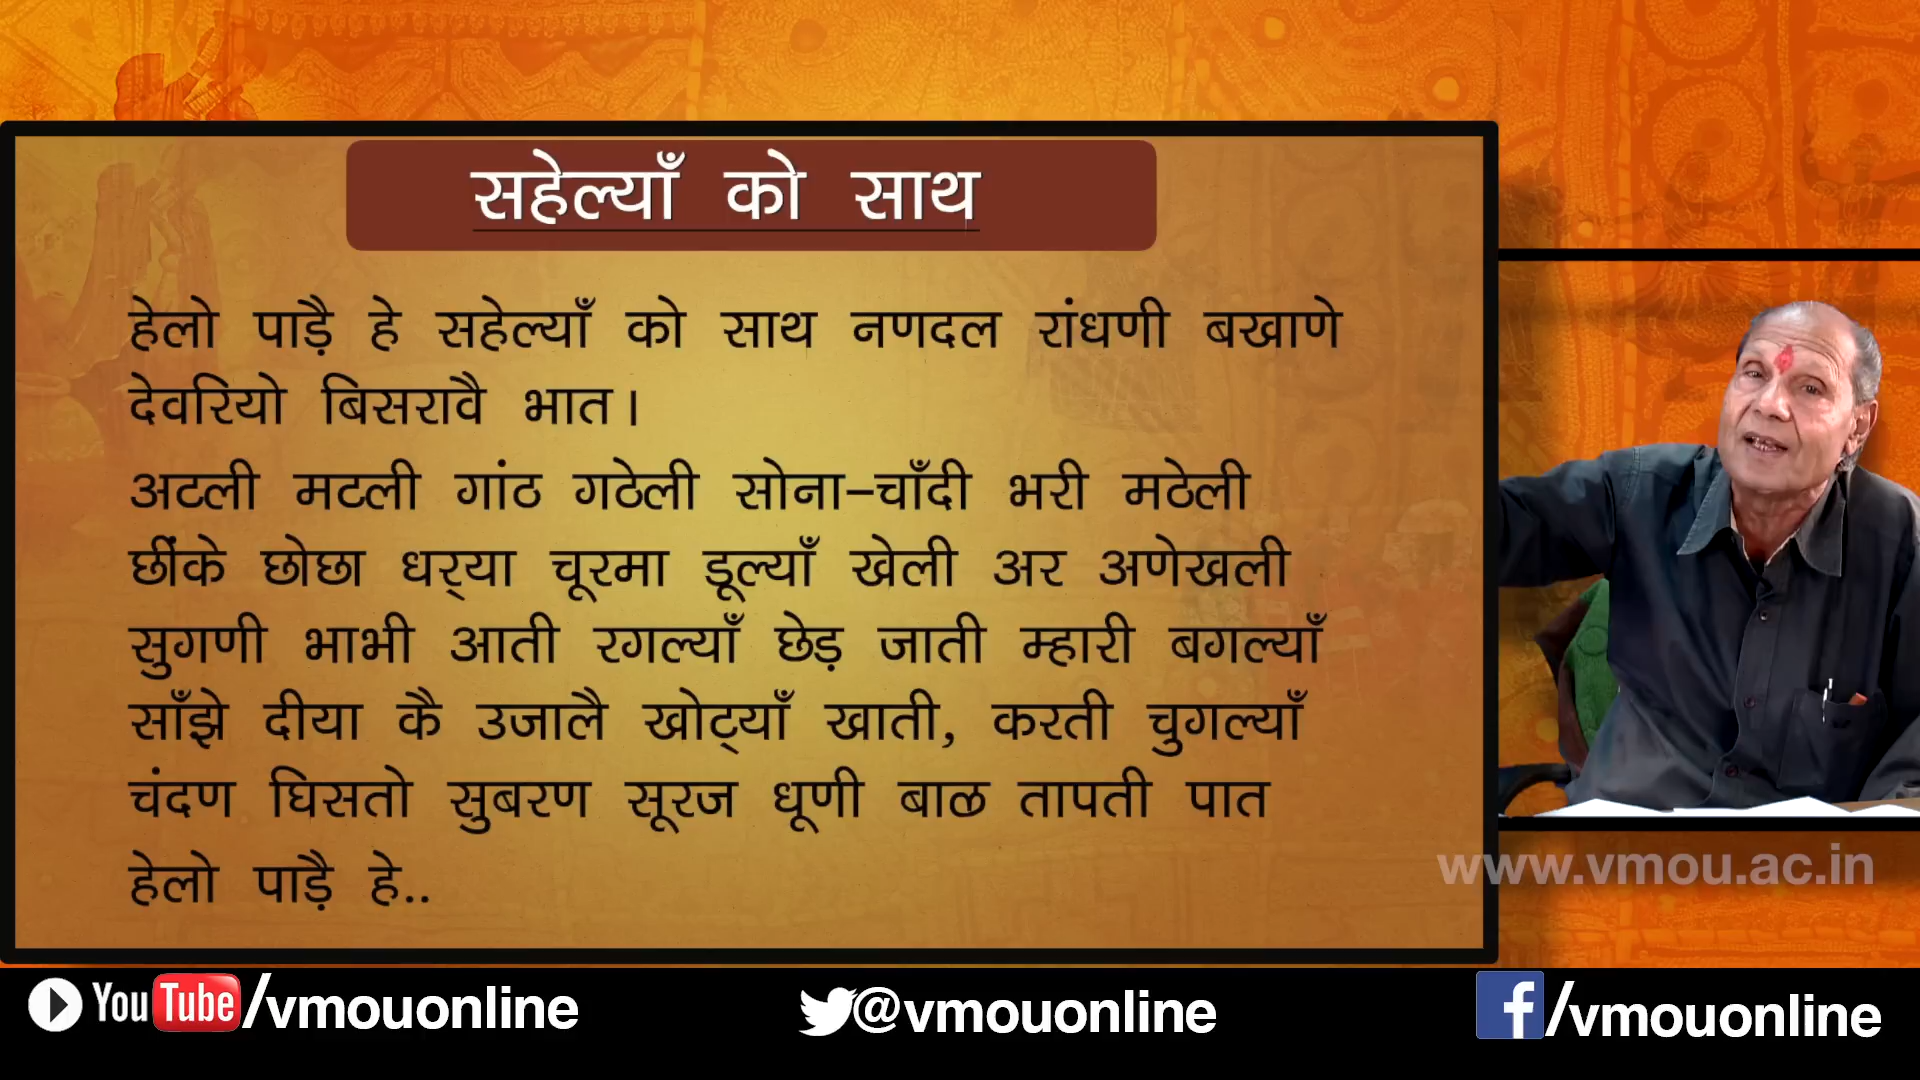 सहेल्याँ को साथ
हेलो पाड़ै हे सहेल्याँ को साथ नणदल रांधणी बखाणे
देवरियो बिसरावै भात।
अटली मटली गांठ गठेली सोना-चाँदी भरी मठेली
छींके छोछा धर्‌या चूरमा डूल्याँ खेली अर अणेखली
सुगणी भाभी आती रगल्याँ छेड़ जाती म्हारी बगल्याँ
साँझे दीया कै उजालै खोट्याँ खाती, करती चुगल्याँ
चंदण घिसतो सुबरण सूरज धूणी बाळ तापती पात
हेलो पाड़ै हे..
www.vmou.ac.in
YouTube/vmouonline
@vmouonline
f/vmouonline